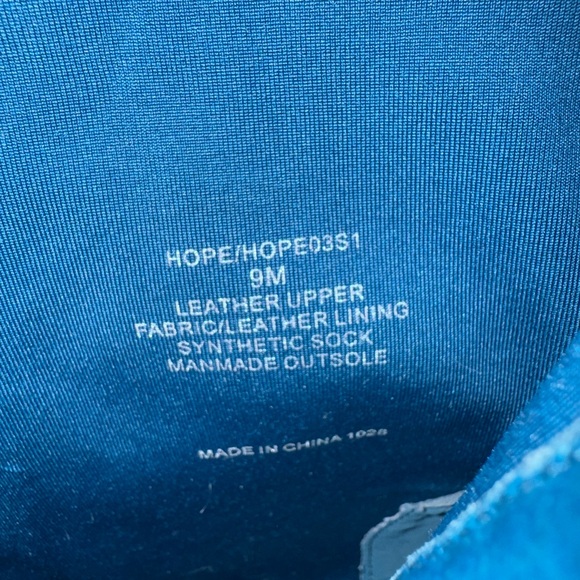 HOPE/HOPE03S1
9M
LEATHER UPPER
FABRIC/LEATHER LINING
SYNTHETIC SOCK
MANMADE OUTSOLE
MADE IN CHINA 1028